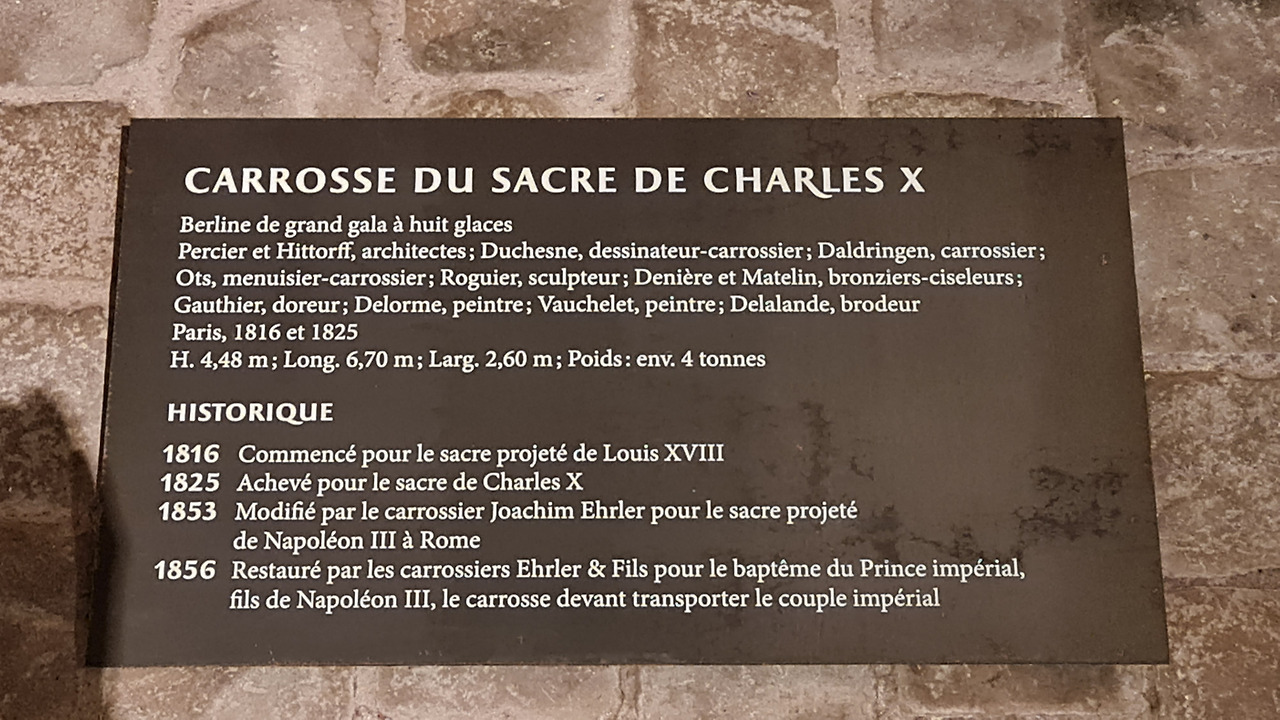 CARROSSE DU SACRE DE CHARLES X
Berline de grand gala à huit glaces
Percier et Hittorff, architectes ; Duchesne, dessinateur-carrossier ; Daldringen, carrossier ;
Ots, menuisier-carrossier ; Roguier, sculpteur ; Denière et Matelin, bronziers-ciseleurs ;
Gauthier, doreur ; Delorme, peintre ; Vauchelet, peintre ; Delalande, brodeur
Paris, 1816 et 1825
H. 4,48 m ; Long. 6,70 m ; Larg. 2,60 m ; Poids : env. 4 tonnes
HISTORIQUE
1816 Commencé pour le sacre projeté de Louis XVIII
1825 Achevé pour le sacre de Charles X
1853 Modifié par le carrossier Joachim Ehrler pour le sacre projeté
de Napoléon III à Rome
1856 Restauré par les carrossiers Ehrler & Fils pour le baptême du Prince impérial,
fils de Napoléon III, le carrosse devant transporter le couple impérial